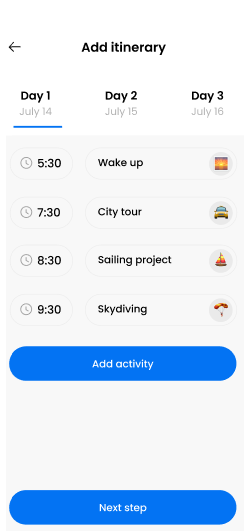 Add itinerary
Day 1
Day 2
Day 3
July 14
July 15
July 16
5:30
Wake up
7:30
City tour
8:30
Sailing project
9:30
Skydiving
Add activity
Next step